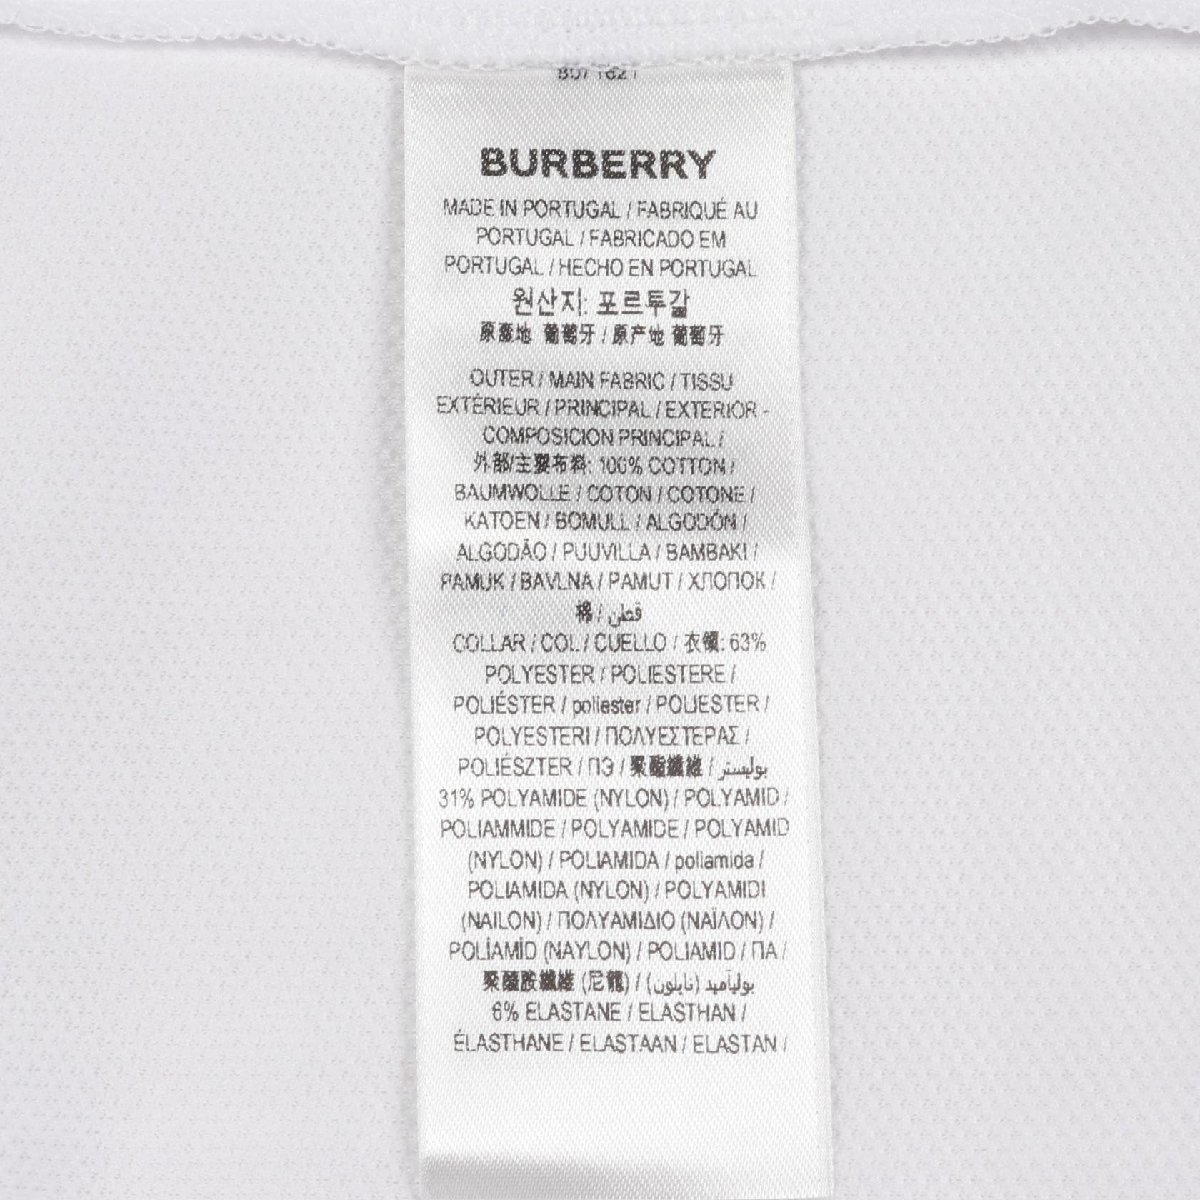 8071821
BURBERRY
MADE IN PORTUGAL / FABRIQUÉ AU
PORTUGAL / FABRICADO EM
PORTUGAL / HECHO EN PORTUGAL
원산지: 포르투갈
原產地 葡萄牙 / 原产地 葡萄牙
OUTER / MAIN FABRIC / TISSU
EXTÉRIEUR / PRINCIPAL / EXTERIOR -
COMPOSICION PRINCIPAL /
外部/主要布料: 100% COTTON /
BAUMWOLLE / COTON / COTONE /
KATOEN / BOMULL / ALGODÓN /
ALGODÃO / PUUVILLA / BAMBAKI /
PAMUK / BAVLNA / PAMUT / ХЛОПОК /
棉 / قطن
COLLAR / COL / CUELLO / 衣領: 63%
POLYESTER / POLIESTERE /
POLIÉSTER / poliester / POLIESTER /
POLYESTERI / ΠΟΛΥΕΣΤΕΡΑΣ /
POLIÉSZTER / ПЭ / 聚酯纖維 / بوليستر
31% POLYAMIDE (NYLON) / POLYAMID /
POLIAMMIDE / POLYAMIDE / POLYAMID
(NYLON) / POLIAMIDA / poliamida /
POLIAMIDA (NYLON) / POLYAMIDI
(NAILON) / ΠΟΛΥΑΜΙΔΙΟ (ΝΑΪΛΟΝ) /
POLİAMİD (NAYLON) / POLIAMID / ПА /
聚醯胺纖維 (尼龍) / بولياميد (نايلون)
6% ELASTANE / ELASTHAN /
ÉLASTHANE / ELASTAAN / ELASTAN /